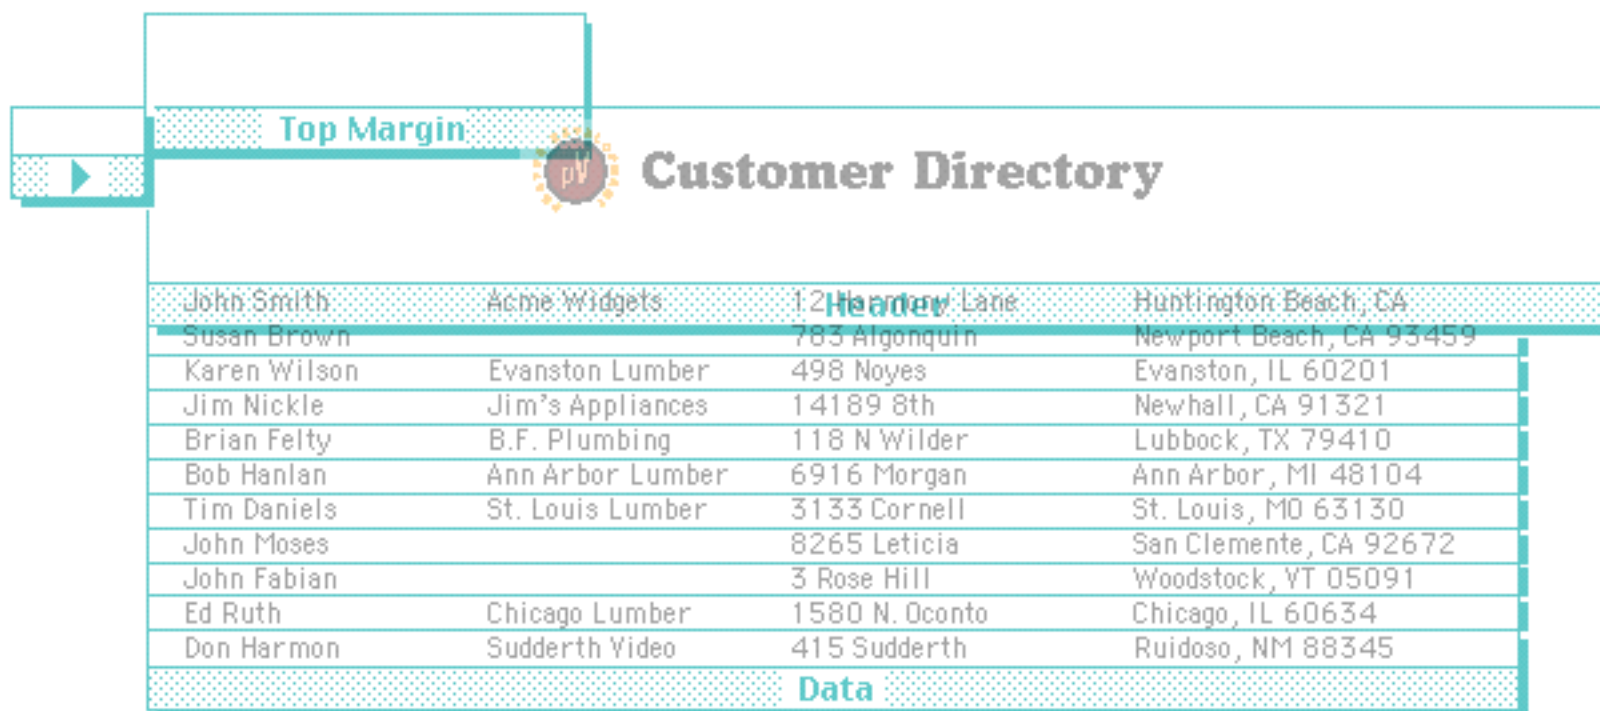 Top Margin
pV Customer Directory
John Smith Acme Widgets 12 Harmony Lane Huntington Beach, CA
Header
Susan Brown 783 Algonquin Newport Beach, CA 93459
Karen Wilson Evanston Lumber 498 Noyes Evanston, IL 60201
Jim Nickle Jim's Appliances 14189 8th Newhall, CA 91321
Brian Felty B.F. Plumbing 118 N Wilder Lubbock, TX 79410
Bob Hanlan Ann Arbor Lumber 6916 Morgan Ann Arbor, MI 48104
Tim Daniels St. Louis Lumber 3133 Cornell St. Louis, MO 63130
John Moses 8265 Leticia San Clemente, CA 92672
John Fabian 3 Rose Hill Woodstock, VT 05091
Ed Ruth Chicago Lumber 1580 N. Oconto Chicago, IL 60634
Don Harmon Sudderth Video 415 Sudderth Ruidoso, NM 88345
Data